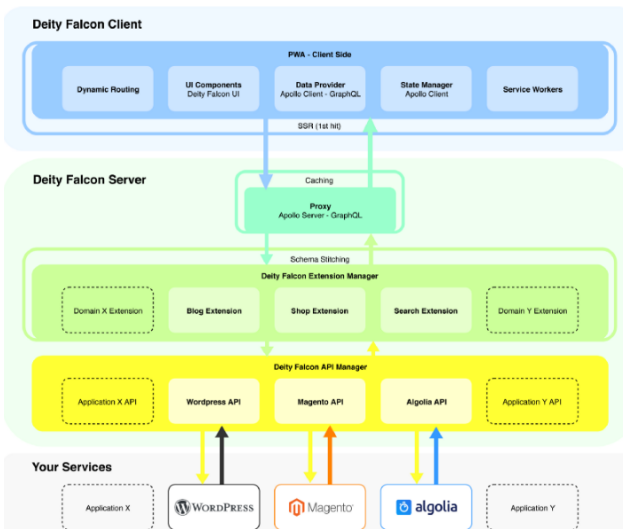 Deity Falcon Client
PWA - Client Side
Dynamic Routing
UI Components
Deity Falcon UI
Data Provider
Apollo Client - GraphQL
State Manager
Apollo Client
Service Workers
SSR (1st hit)
Deity Falcon Server
Caching
Proxy
Apollo Server - GraphQL
Schema Stitching
Deity Falcon Extension Manager
Domain X Extension
Blog Extension
Shop Extension
Search Extension
Domain Y Extension
Deity Falcon API Manager
Application X API
Wordpress API
Magento API
Algolia API
Application Y API
Your Services
Application X
WORDPRESS
Magento
algolia
Application Y